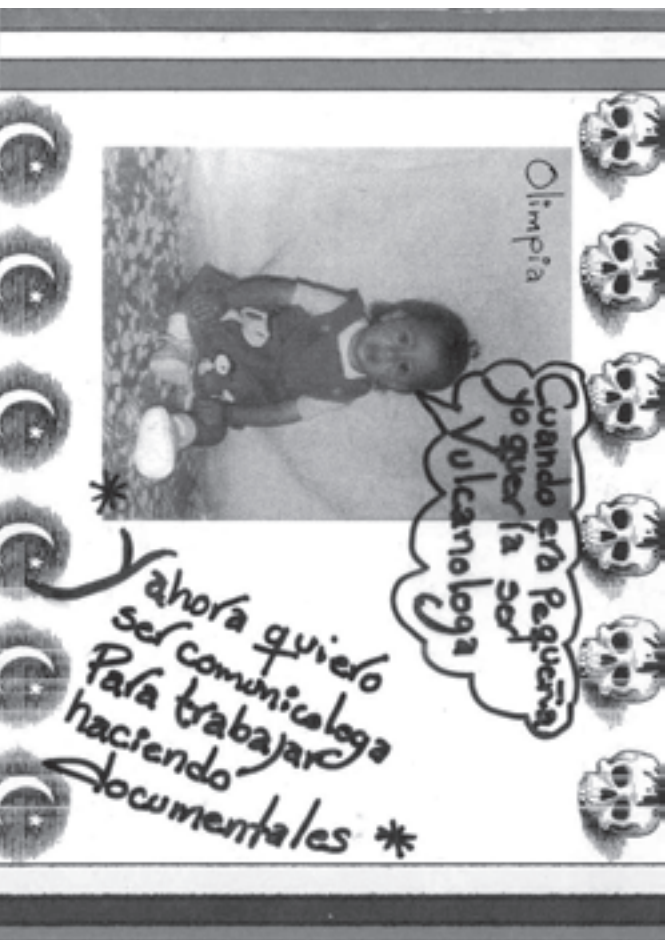 Olimpia
Cuando era pequeña
yo quería ser
Vulcanologa
Y ahora quiero
ser comunicologa
Para trabajar
haciendo
documentales